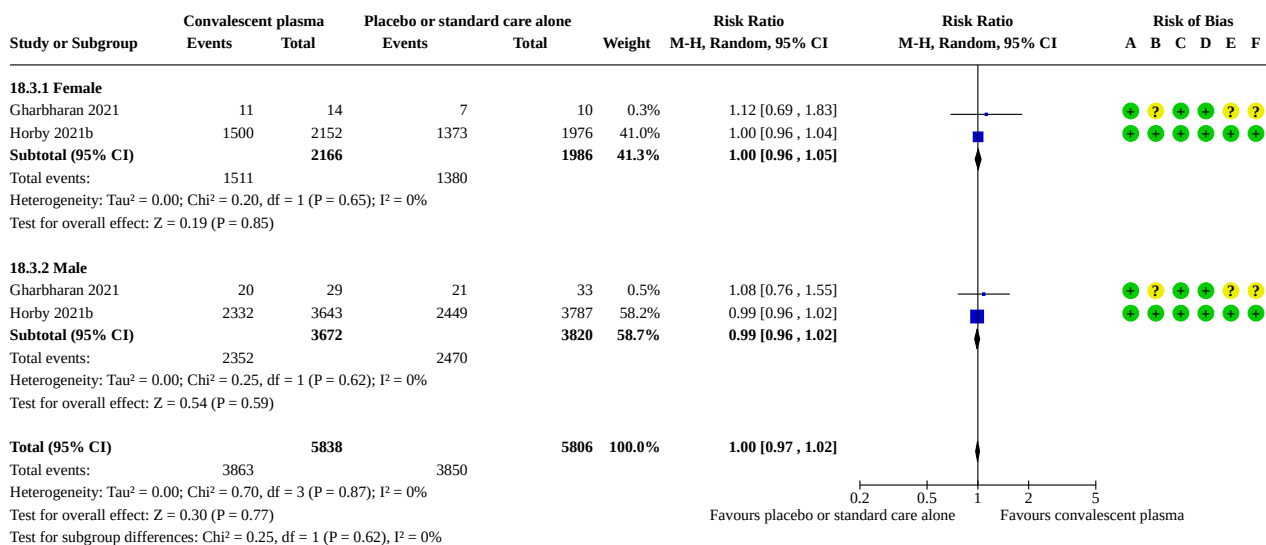 Convalescent plasma Placebo or standard care alone Risk Ratio Risk Ratio Risk of Bias
Study or Subgroup Events Total Events Total Weight M-H, Random, 95% CI M-H, Random, 95% CI A B C D E F
18.3.1 Female
Gharbharan 2021 11 14 7 10 0.3% 1.12 [0.69 , 1.83] + ? + + ? ?
Horby 2021b 1500 2152 1373 1976 41.0% 1.00 [0.96 , 1.04] + + + + + +
Subtotal (95% CI) 2166 1986 41.3% 1.00 [0.96 , 1.05]
Total events: 1511 1380
Heterogeneity: Tau² = 0.00; Chi² = 0.20, df = 1 (P = 0.65); I² = 0%
Test for overall effect: Z = 0.19 (P = 0.85)
18.3.2 Male
Gharbharan 2021 20 29 21 33 0.5% 1.08 [0.76 , 1.55] + ? + + ? ?
Horby 2021b 2332 3643 2449 3787 58.2% 0.99 [0.96 , 1.02] + + + + + +
Subtotal (95% CI) 3672 3820 58.7% 0.99 [0.96 , 1.02]
Total events: 2352 2470
Heterogeneity: Tau² = 0.00; Chi² = 0.25, df = 1 (P = 0.62); I² = 0%
Test for overall effect: Z = 0.54 (P = 0.59)
Total (95% CI) 5838 5806 100.0% 1.00 [0.97 , 1.02]
Total events: 3863 3850
Heterogeneity: Tau² = 0.00; Chi² = 0.70, df = 3 (P = 0.87); I² = 0%
0.2 0.5 1 2 5
Test for overall effect: Z = 0.30 (P = 0.77) Favours placebo or standard care alone Favours convalescent plasma
Test for subgroup differences: Chi² = 0.25, df = 1 (P = 0.62), I² = 0%